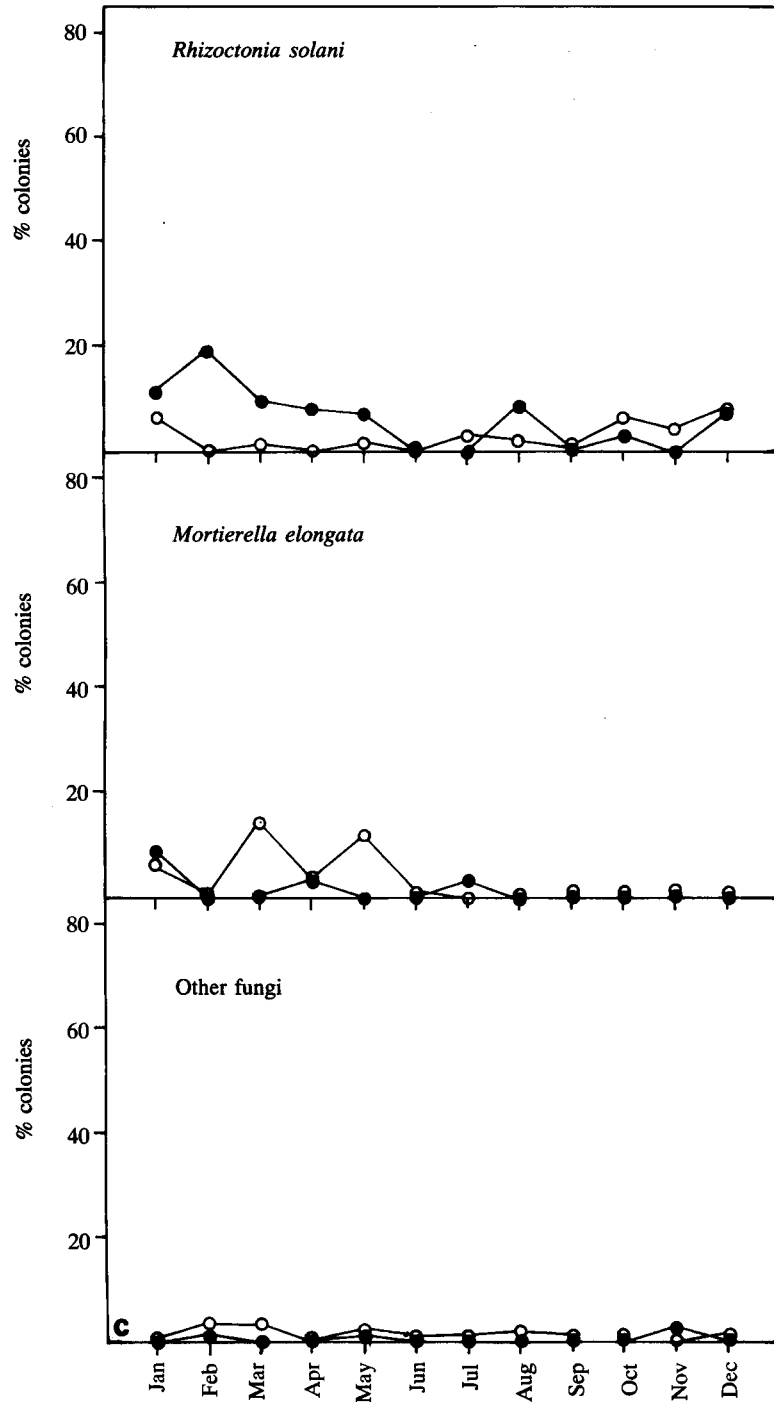 80
Rhizoctonia solani
60
% colonies
40
20
80
Mortierella elongata
60
% colonies
40
20
80
Other fungi
60
% colonies
40
20
C
Jan
Feb
Mar
Apr
May
Jun
Jul
Aug
Sep
Oct
Nov
Dec